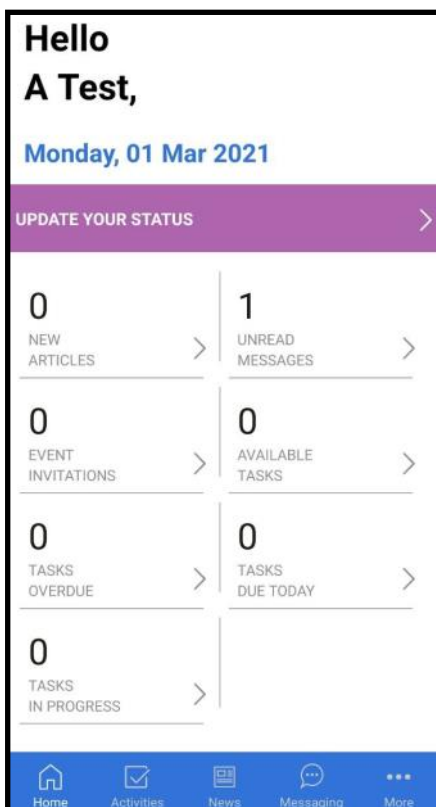 Hello
A Test,
Monday, 01 Mar 2021
UPDATE YOUR STATUS
0
NEW
ARTICLES
1
UNREAD
MESSAGES
0
EVENT
INVITATIONS
0
AVAILABLE
TASKS
0
TASKS
OVERDUE
0
TASKS
DUE TODAY
0
TASKS
IN PROGRESS
Home Activities News Messaging More